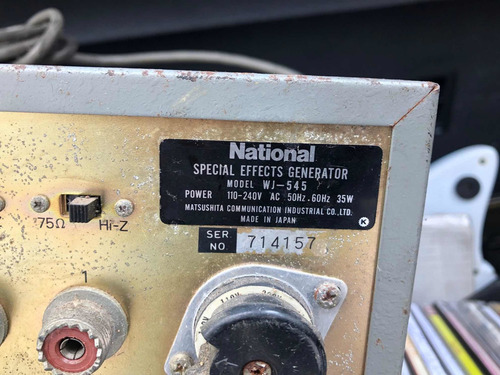 National
SPECIAL EFFECTS GENERATOR
MODEL WJ-545
POWER 110-240V AC 50Hz.60Hz 35W
MATSUSHITA COMMUNICATION INDUSTRIAL CO.,LTD.
MADE IN JAPAN
K
SER NO. 714157
75Ω Hi-Z
1
110V